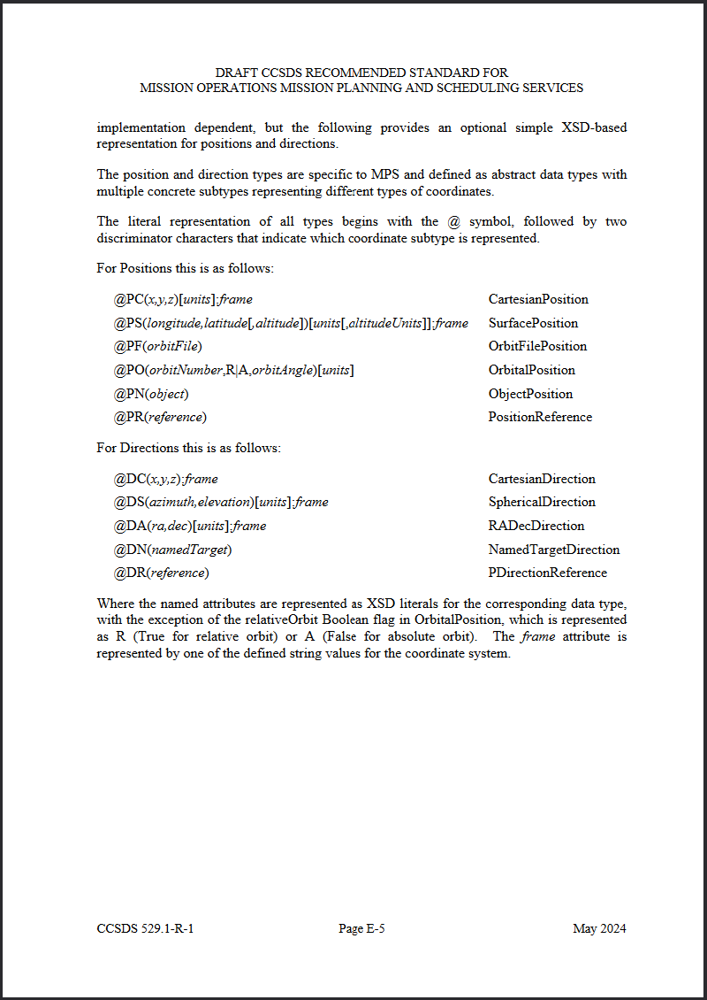 DRAFT CCSDS RECOMMENDED STANDARD FOR
MISSION OPERATIONS MISSION PLANNING AND SCHEDULING SERVICES
implementation dependent, but the following provides an optional simple XSD-based
representation for positions and directions.
The position and direction types are specific to MPS and defined as abstract data types with
multiple concrete subtypes representing different types of coordinates.
The literal representation of all types begins with the @ symbol, followed by two
discriminator characters that indicate which coordinate subtype is represented.
For Positions this is as follows:
@PC(x,y,z)[units]:frame CartesianPosition
@PS(longitude,latitude[,altitude])[units[,altitudeUnits]]:frame SurfacePosition
@PF(orbitFile) OrbitFilePosition
@PO(orbitNumber,R|A,orbitAngle)[units] OrbitalPosition
@PN(object) ObjectPosition
@PR(reference) PositionReference
For Directions this is as follows:
@DC(x,y,z):frame CartesianDirection
@DS(azimuth,elevation)[units]:frame SphericalDirection
@DA(ra,dec)[units]:frame RADecDirection
@DN(namedTarget) NamedTargetDirection
@DR(reference) PDirectionReference
Where the named attributes are represented as XSD literals for the corresponding data type,
with the exception of the relativeOrbit Boolean flag in OrbitalPosition, which is represented
as R (True for relative orbit) or A (False for absolute orbit). The frame attribute is
represented by one of the defined string values for the coordinate system.
CCSDS 529.1-R-1 Page E-5 May 2024